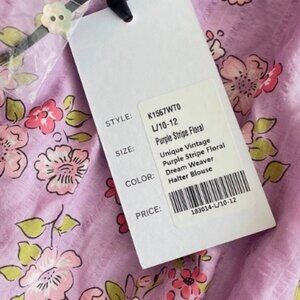 STYLE: K1567WT0
SIZE: L/10-12
Purple Stripe Floral
COLOR: Unique Vintage
Purple Stripe Floral
Dream Weaver
Halter Blouse
PRICE:
183014-L/10-12